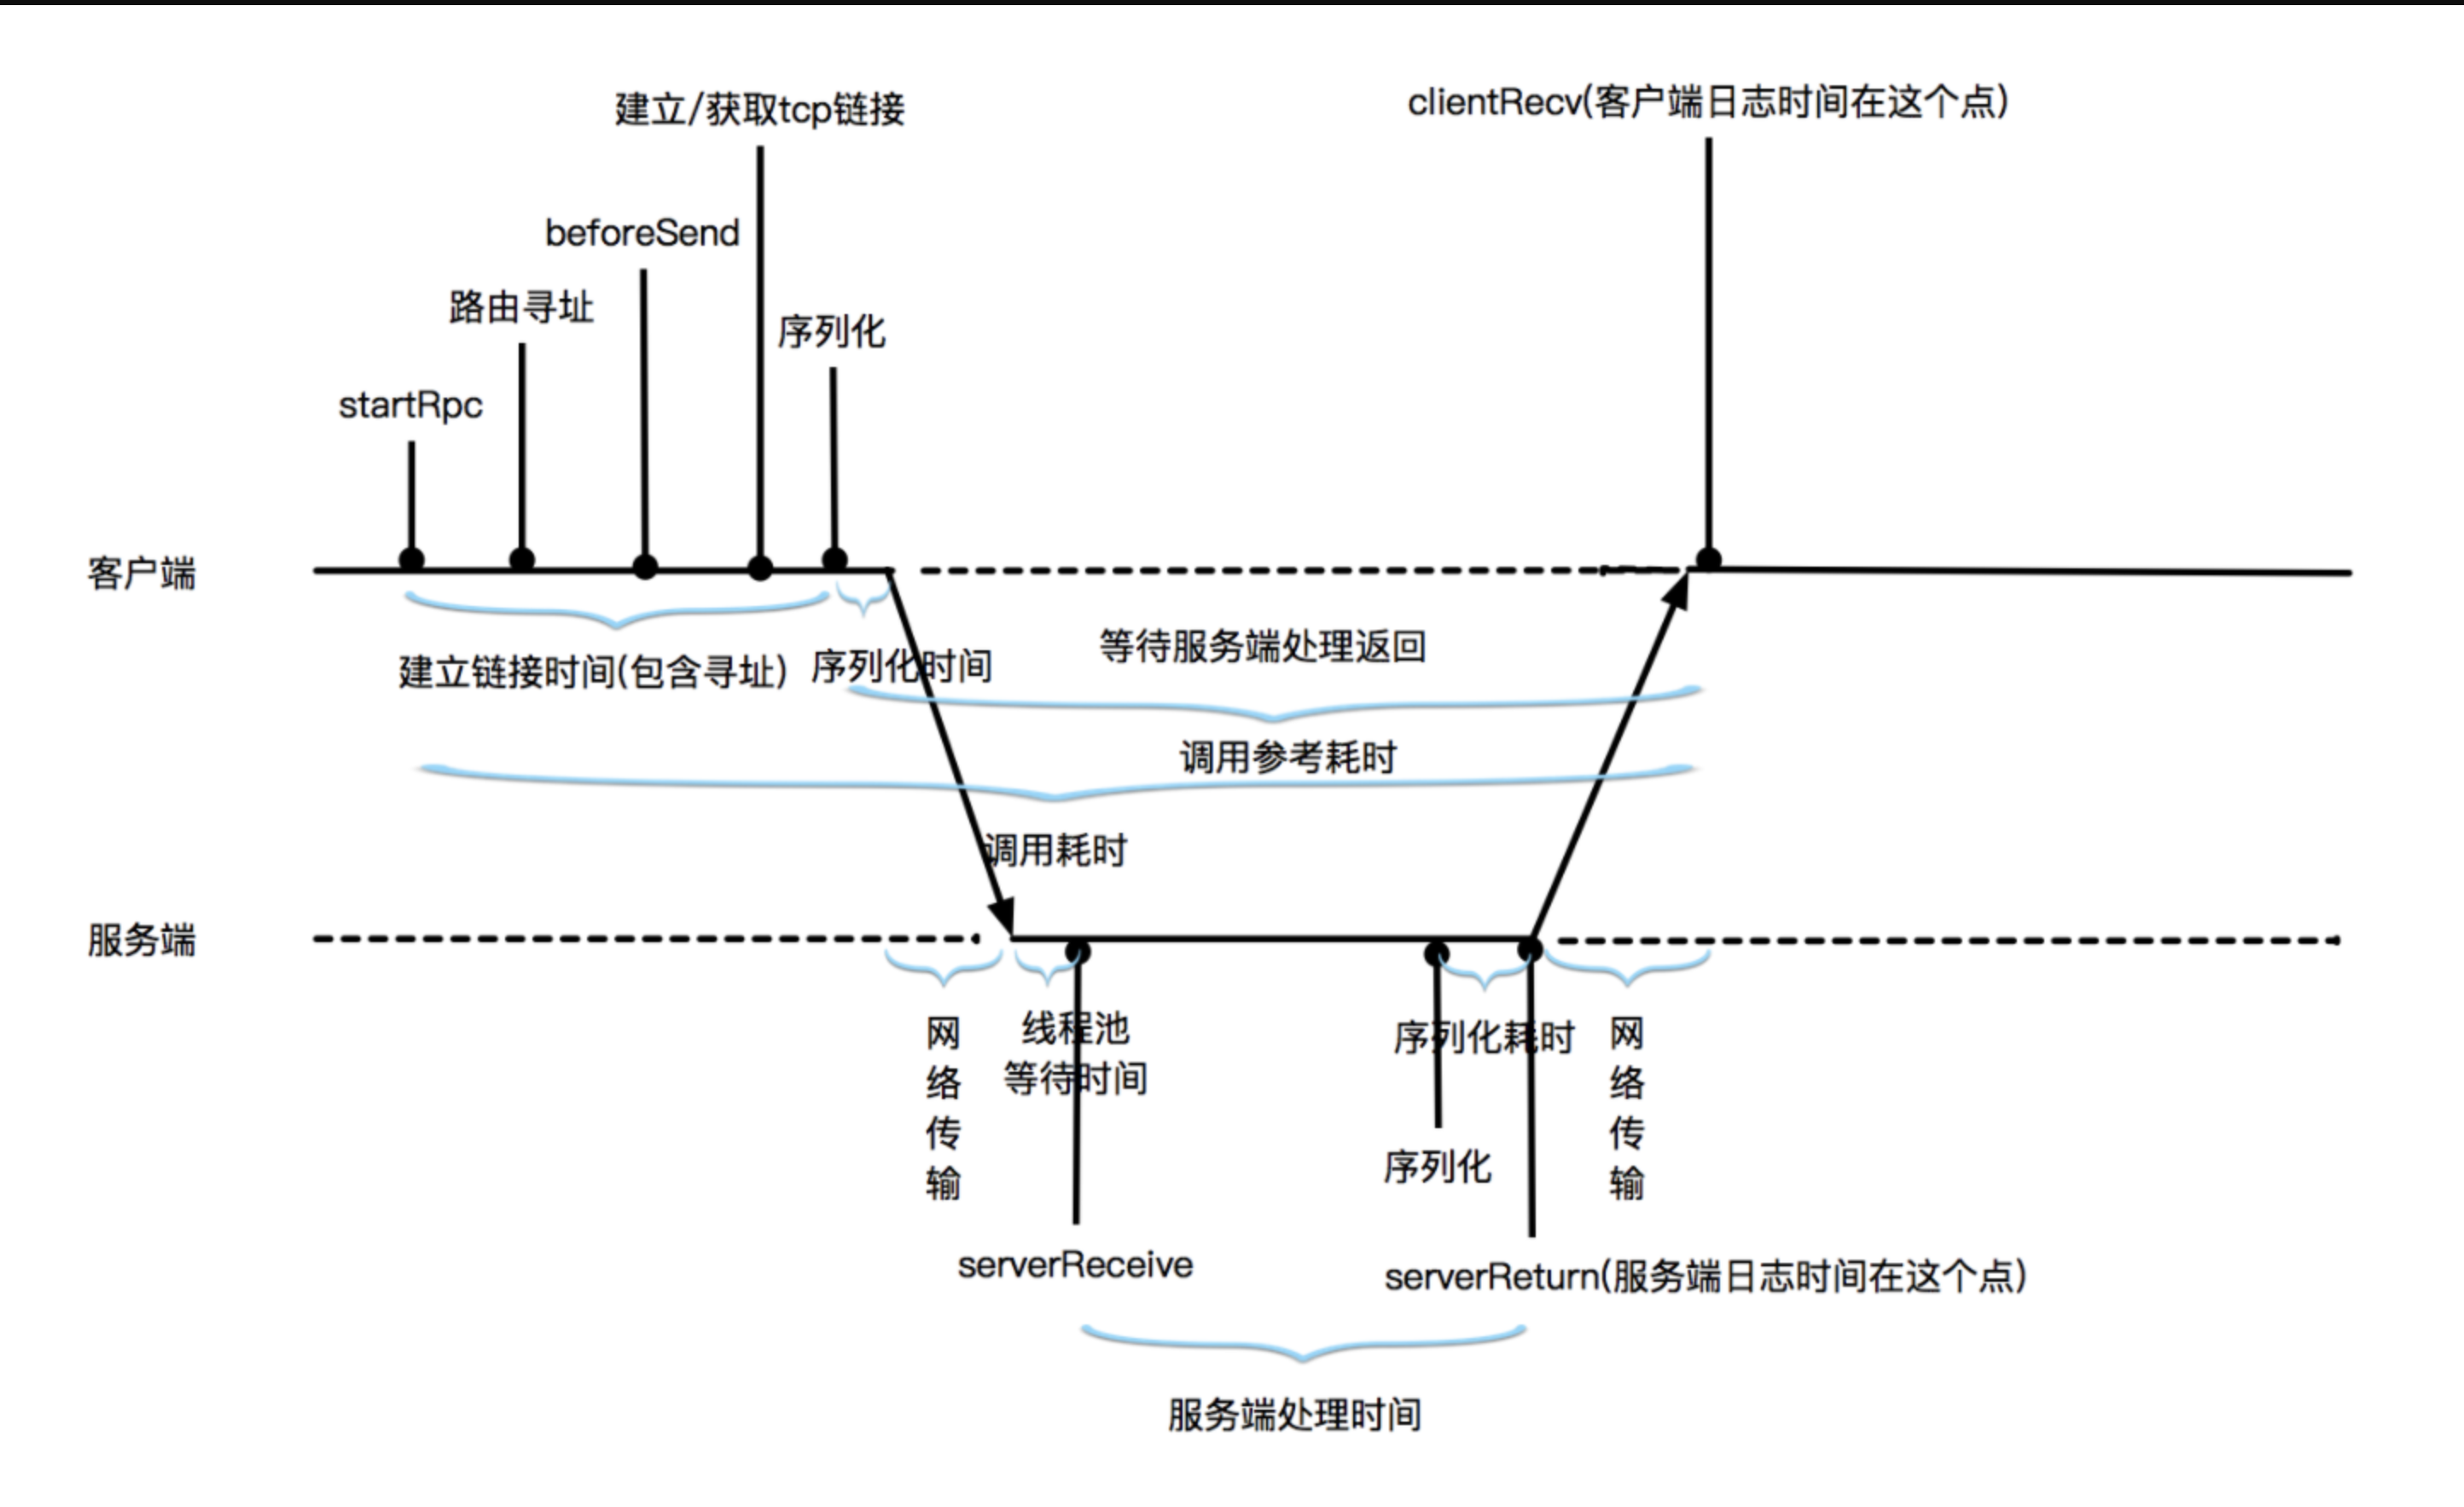 建立/获取tcp链接
clientRecv(客户端日志时间在这个点)
beforeSend
路由寻址
序列化
startRpc
客户端
等待服务端处理返回
建立链接时间(包含寻址)
序列化时间
调用参考耗时
调用耗时
服务端
网
络
传
输
线程池
等待时间
序列化耗时
网
络
传
输
序列化
serverReceive
serverReturn(服务端日志时间在这个点)
服务端处理时间